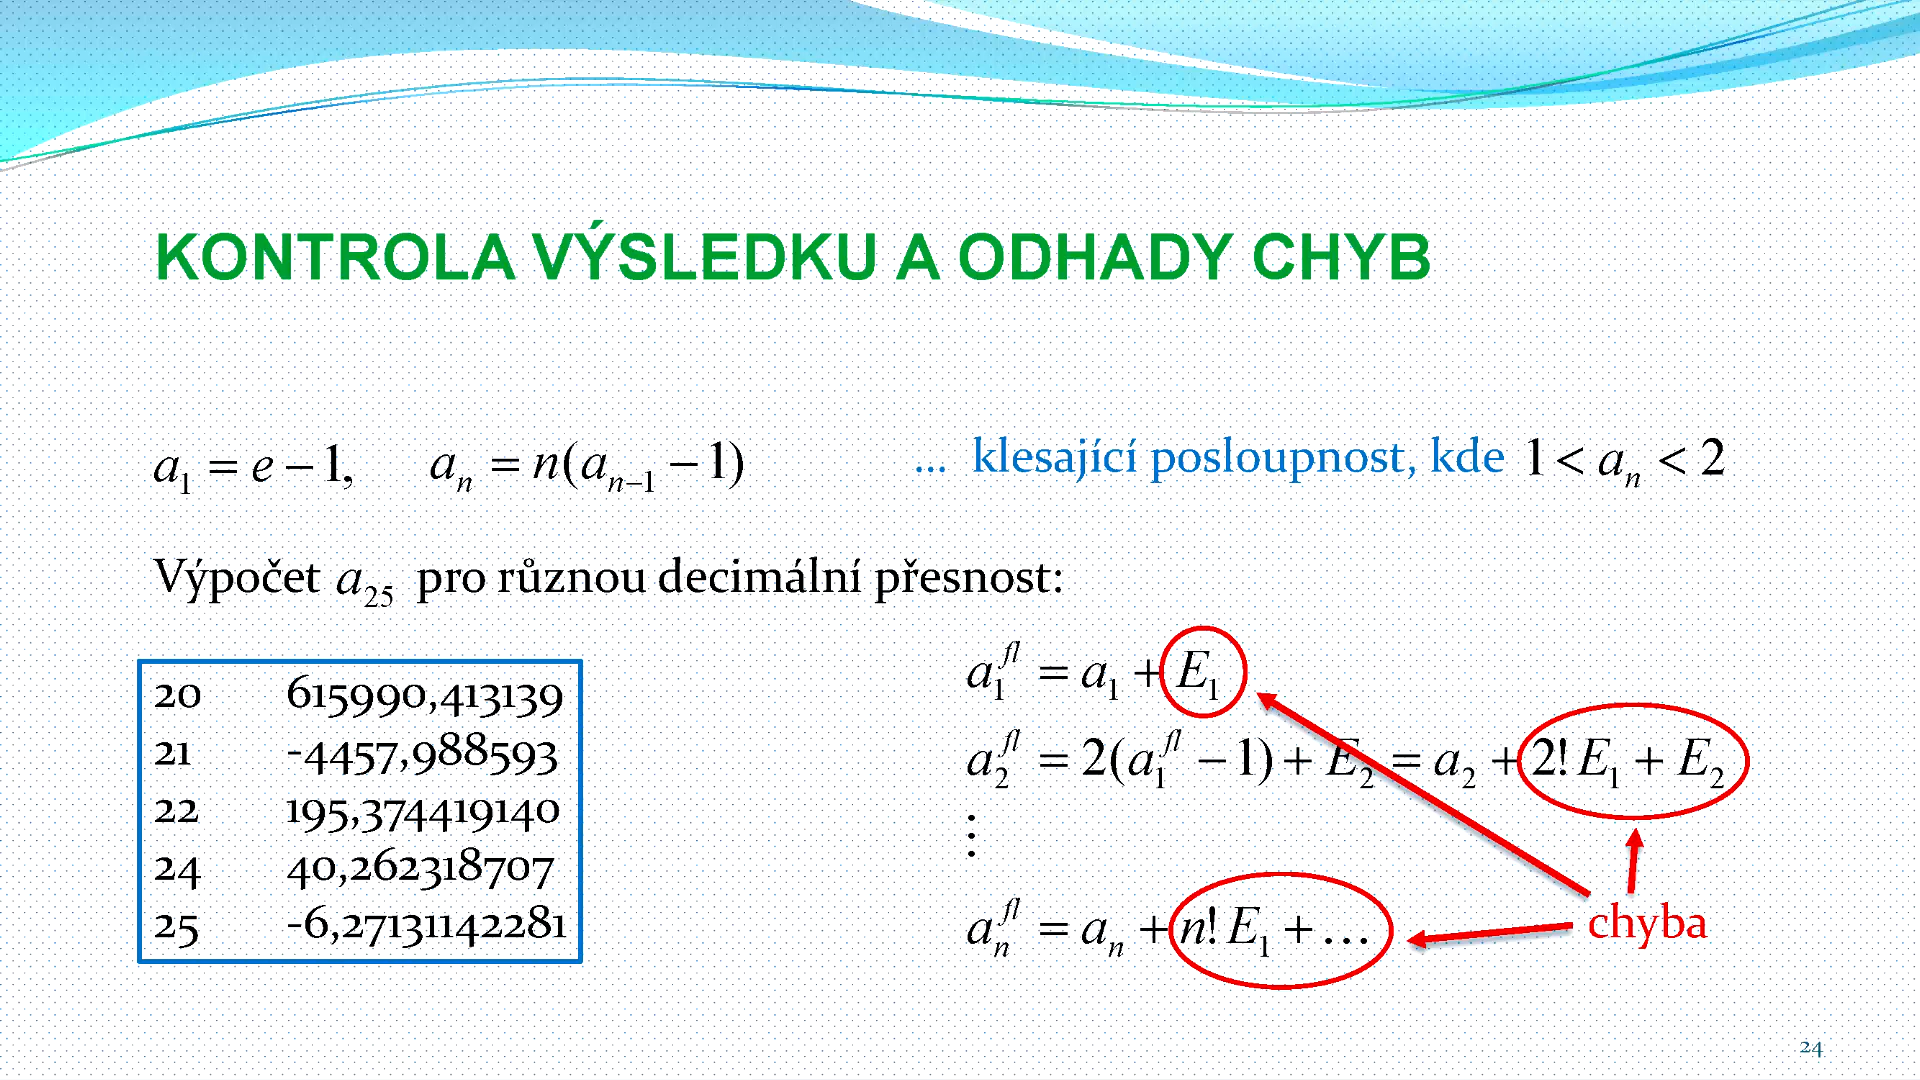 KONTROLA VÝSLEDKU A ODHADY CHYB
a₁ = e − 1, aₙ = n(aₙ₋₁ − 1) ... klesající posloupnost, kde 1 < aₙ < 2
Výpočet a₂₅ pro různou decimální přesnost:
20 615990,413139
21 -4457,988593
22 195,374419140
24 40,262318707
25 -6,27131142281
a₁^fl = a₁ + E₁
a₂^fl = 2(a₁^fl − 1) + E₂ = a₂ + 2! E₁ + E₂
⋮
aₙ^fl = aₙ + n! E₁ + …
chyba
24